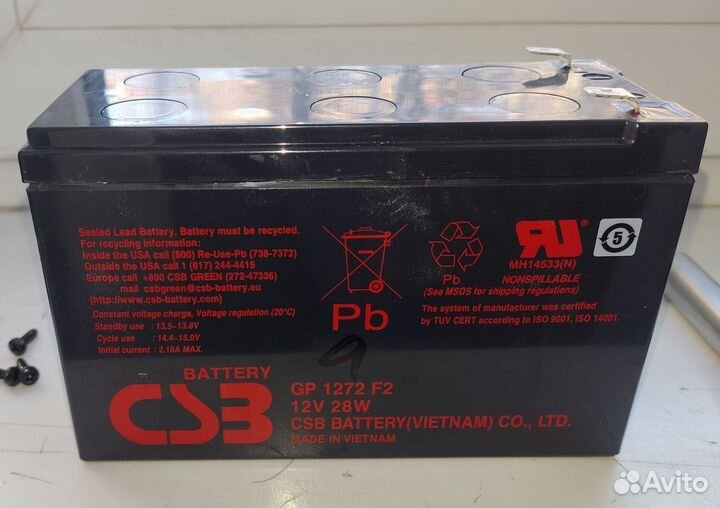 Sealed Lead Battery. Battery must be recycled.
For recycling information:
Inside the USA call (800) Re-Use-Pb (738-7372)
Outside the USA call 1 (817) 244-4415
Europe call +800 CSB GREEN (272-47336)
mail csbgreen@csb-battery.eu
[http://www.csb-battery.com]
Constant voltage charge, Voltage regulation (20°C)
Standby use : 13.5-13.8V
Cycle use : 14.4-15.0V
Initial current : 2.16A MAX.
Pb
Pb
RU
MH14533(N)
NONSPILLABLE
(See MSDS for shipping regulations)
The system of manufacturer was certified
by TUV CERT according to ISO 9001, ISO 14001.
5
9
BATTERY
CSB
GP 1272 F2
12V 28W
CSB BATTERY(VIETNAM) CO., LTD.
MADE IN VIETNAM
Avito